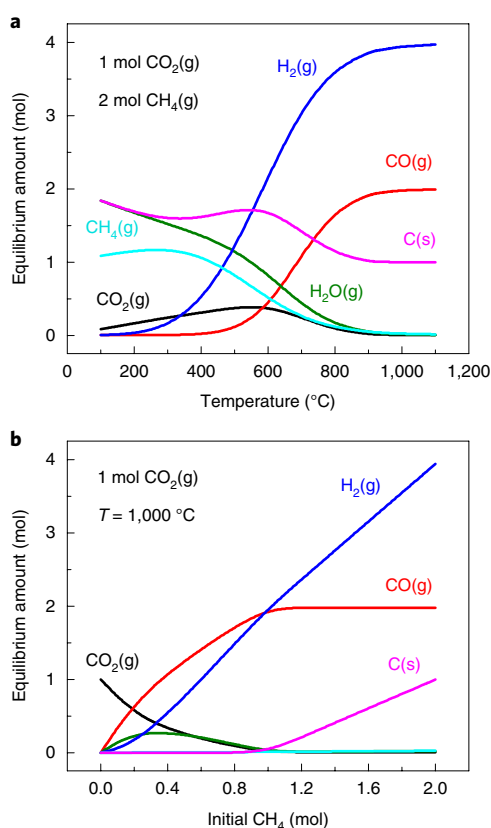 a
1 mol CO₂(g)
2 mol CH₄(g)
H₂(g)
CO(g)
C(s)
CH₄(g)
CO₂(g)
H₂O(g)
Equilibrium amount (mol)
4
3
2
1
0
0 200 400 600 800 1,000 1,200
Temperature (°C)
b
1 mol CO₂(g)
T = 1,000 °C
H₂(g)
CO(g)
CO₂(g)
C(s)
Equilibrium amount (mol)
4
3
2
1
0
0.0 0.4 0.8 1.2 1.6 2.0
Initial CH₄ (mol)